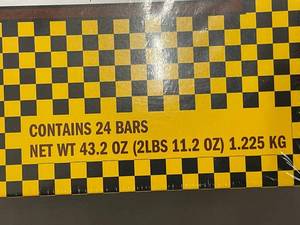 CONTAINS 24 BARS
NET WT 43.2 OZ (2LBS 11.2 OZ) 1.225 KG